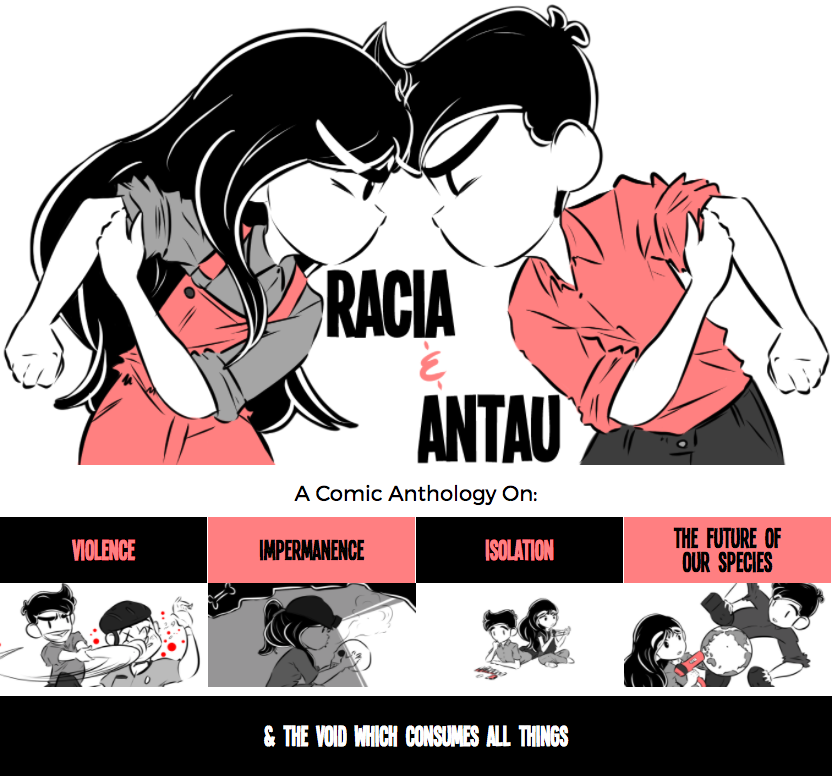 RACIA
&
ANTAU
A Comic Anthology On:
VIOLENCE
IMPERMANENCE
ISOLATION
THE FUTURE OF
OUR SPECIES
& THE VOID WHICH CONSUMES ALL THINGS